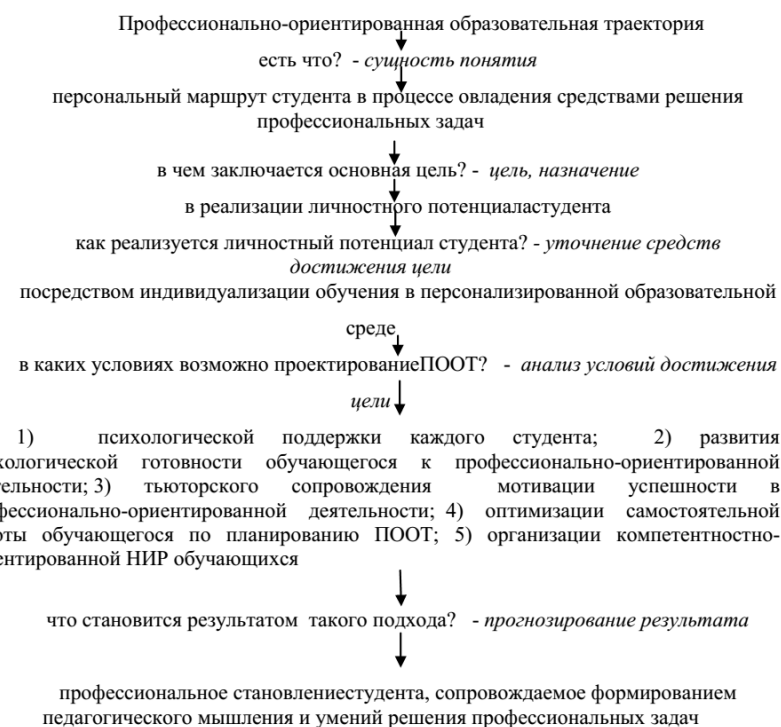 Профессионально-ориентированная образовательная траектория
есть что? - сущность понятия
персональный маршрут студента в процессе овладения средствами решения
профессиональных задач
в чем заключается основная цель? - цель, назначение
в реализации личностного потенциаластудента
как реализуется личностный потенциал студента? - уточнение средств
достижения цели
посредством индивидуализации обучения в персонализированной образовательной
среде
в каких условиях возможно проектированиеПООТ? - анализ условий достижения
цели
1) психологической поддержки каждого студента; 2) развития
хологической готовности обучающегося к профессионально-ориентированной
тельности; 3) тьюторского сопровождения мотивации успешности в
фессионально-ориентированной деятельности; 4) оптимизации самостоятельной
оты обучающегося по планированию ПООТ; 5) организации компетентностно-
ентированной НИР обучающихся
что становится результатом такого подхода? - прогнозирование результата
профессиональное становлениестудента, сопровождаемое формированием
педагогического мышления и умений решения профессиональных задач